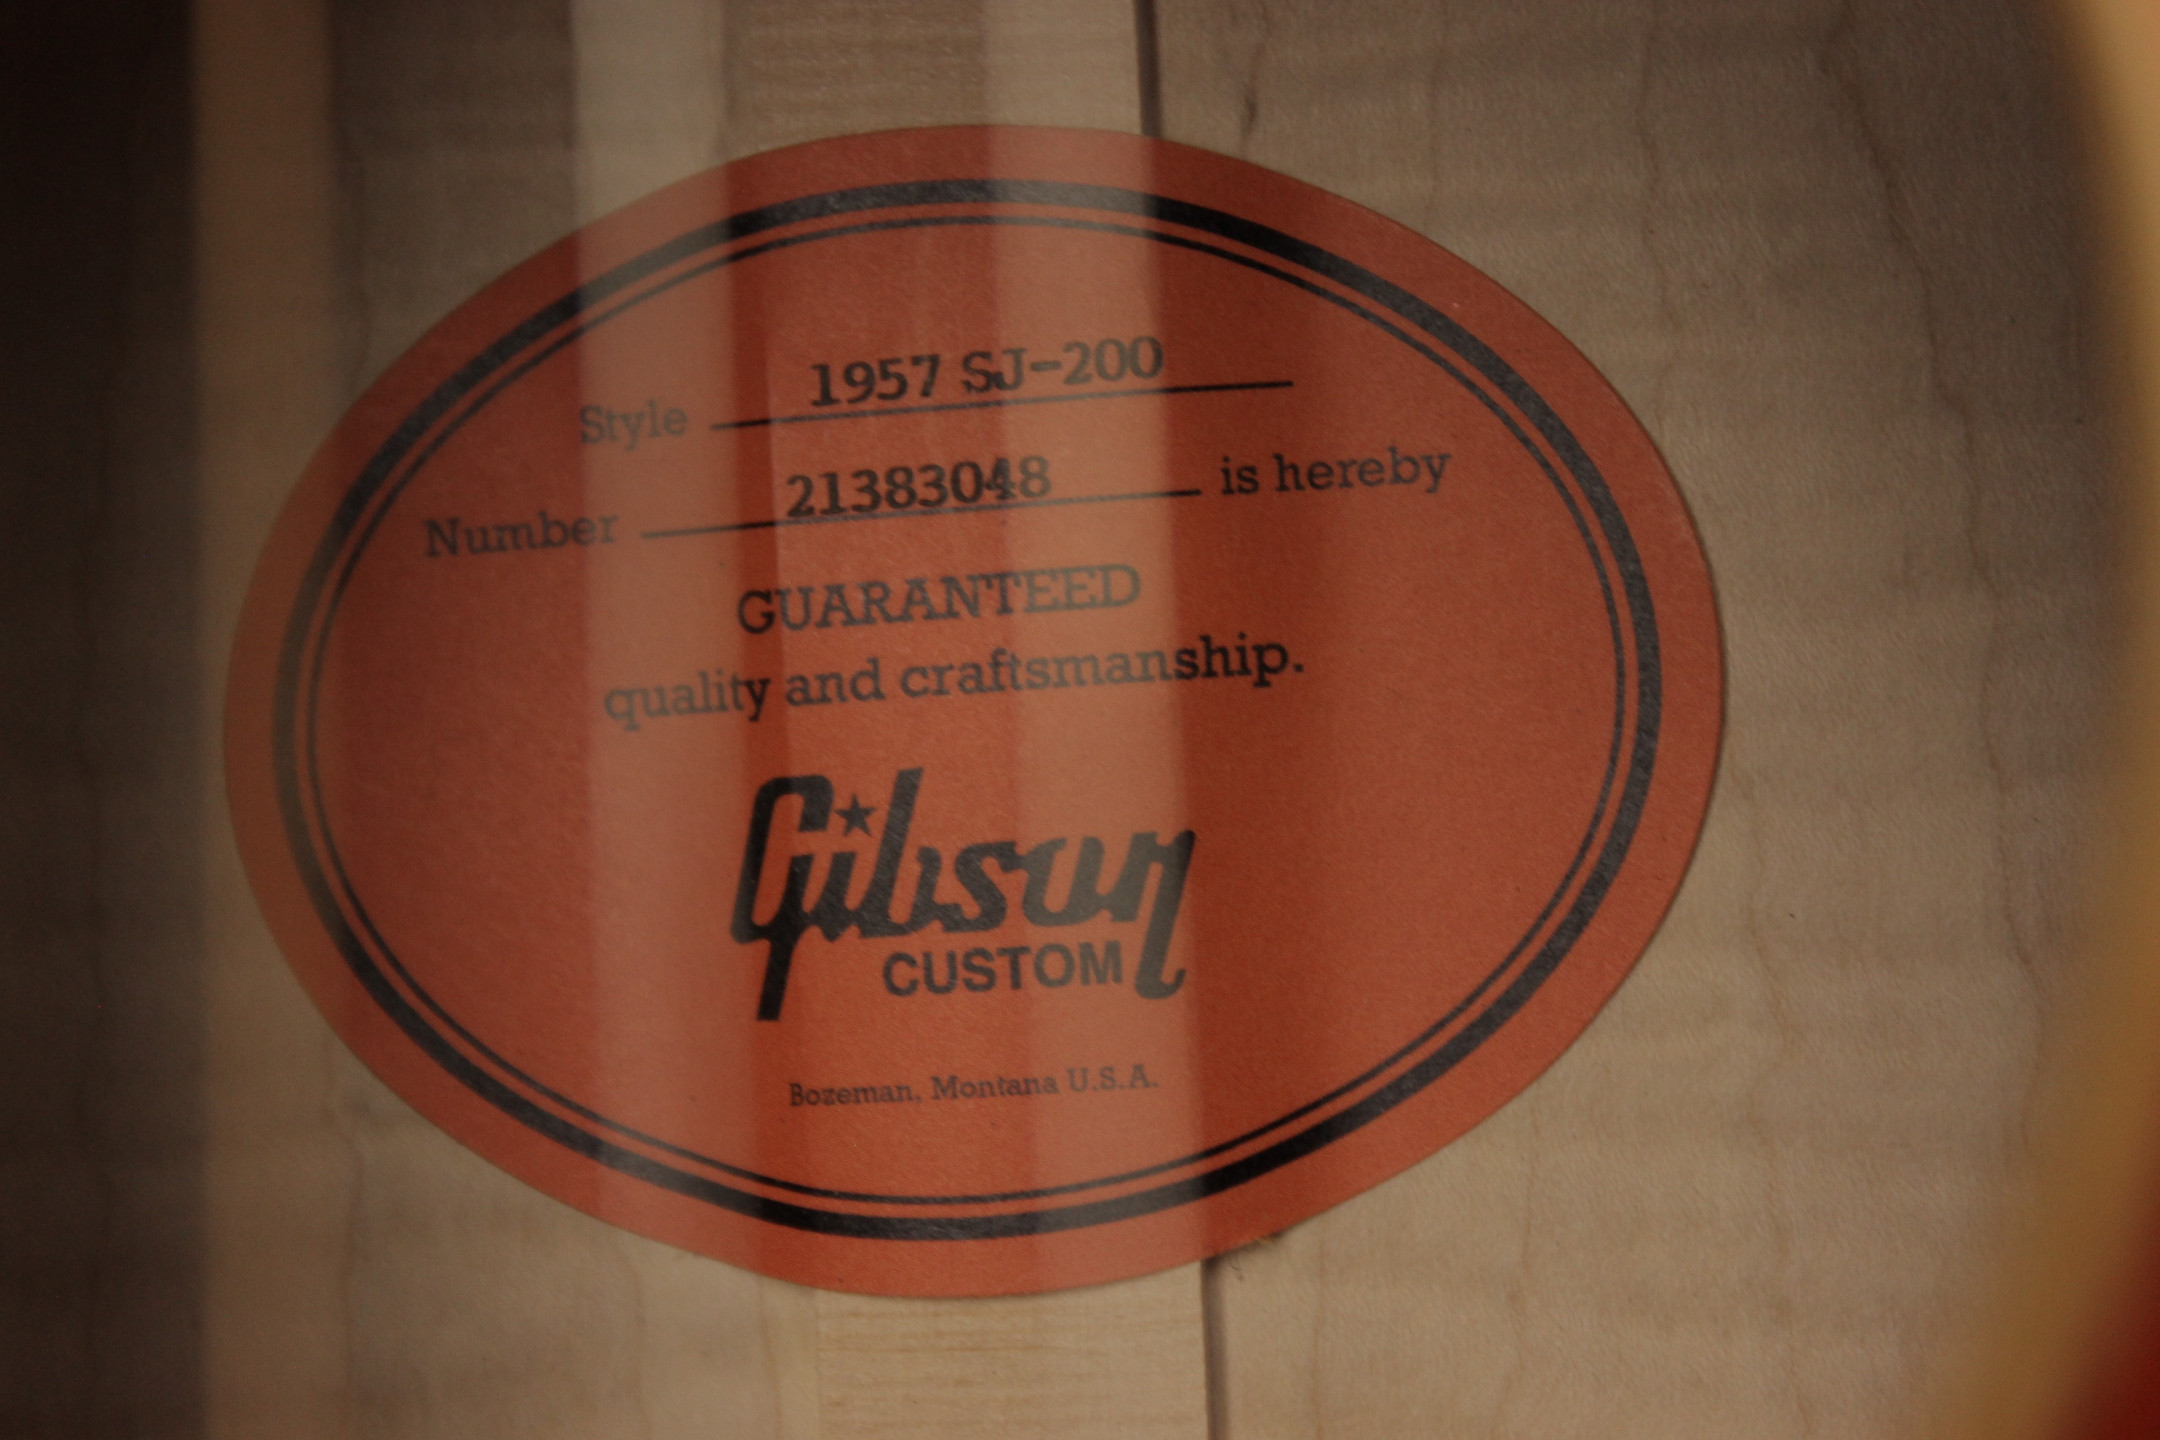 Style 1957 SJ-200
Number 21383048 is hereby
GUARANTEED
quality and craftsmanship.
Gibson
CUSTOM
Bozeman, Montana U.S.A.